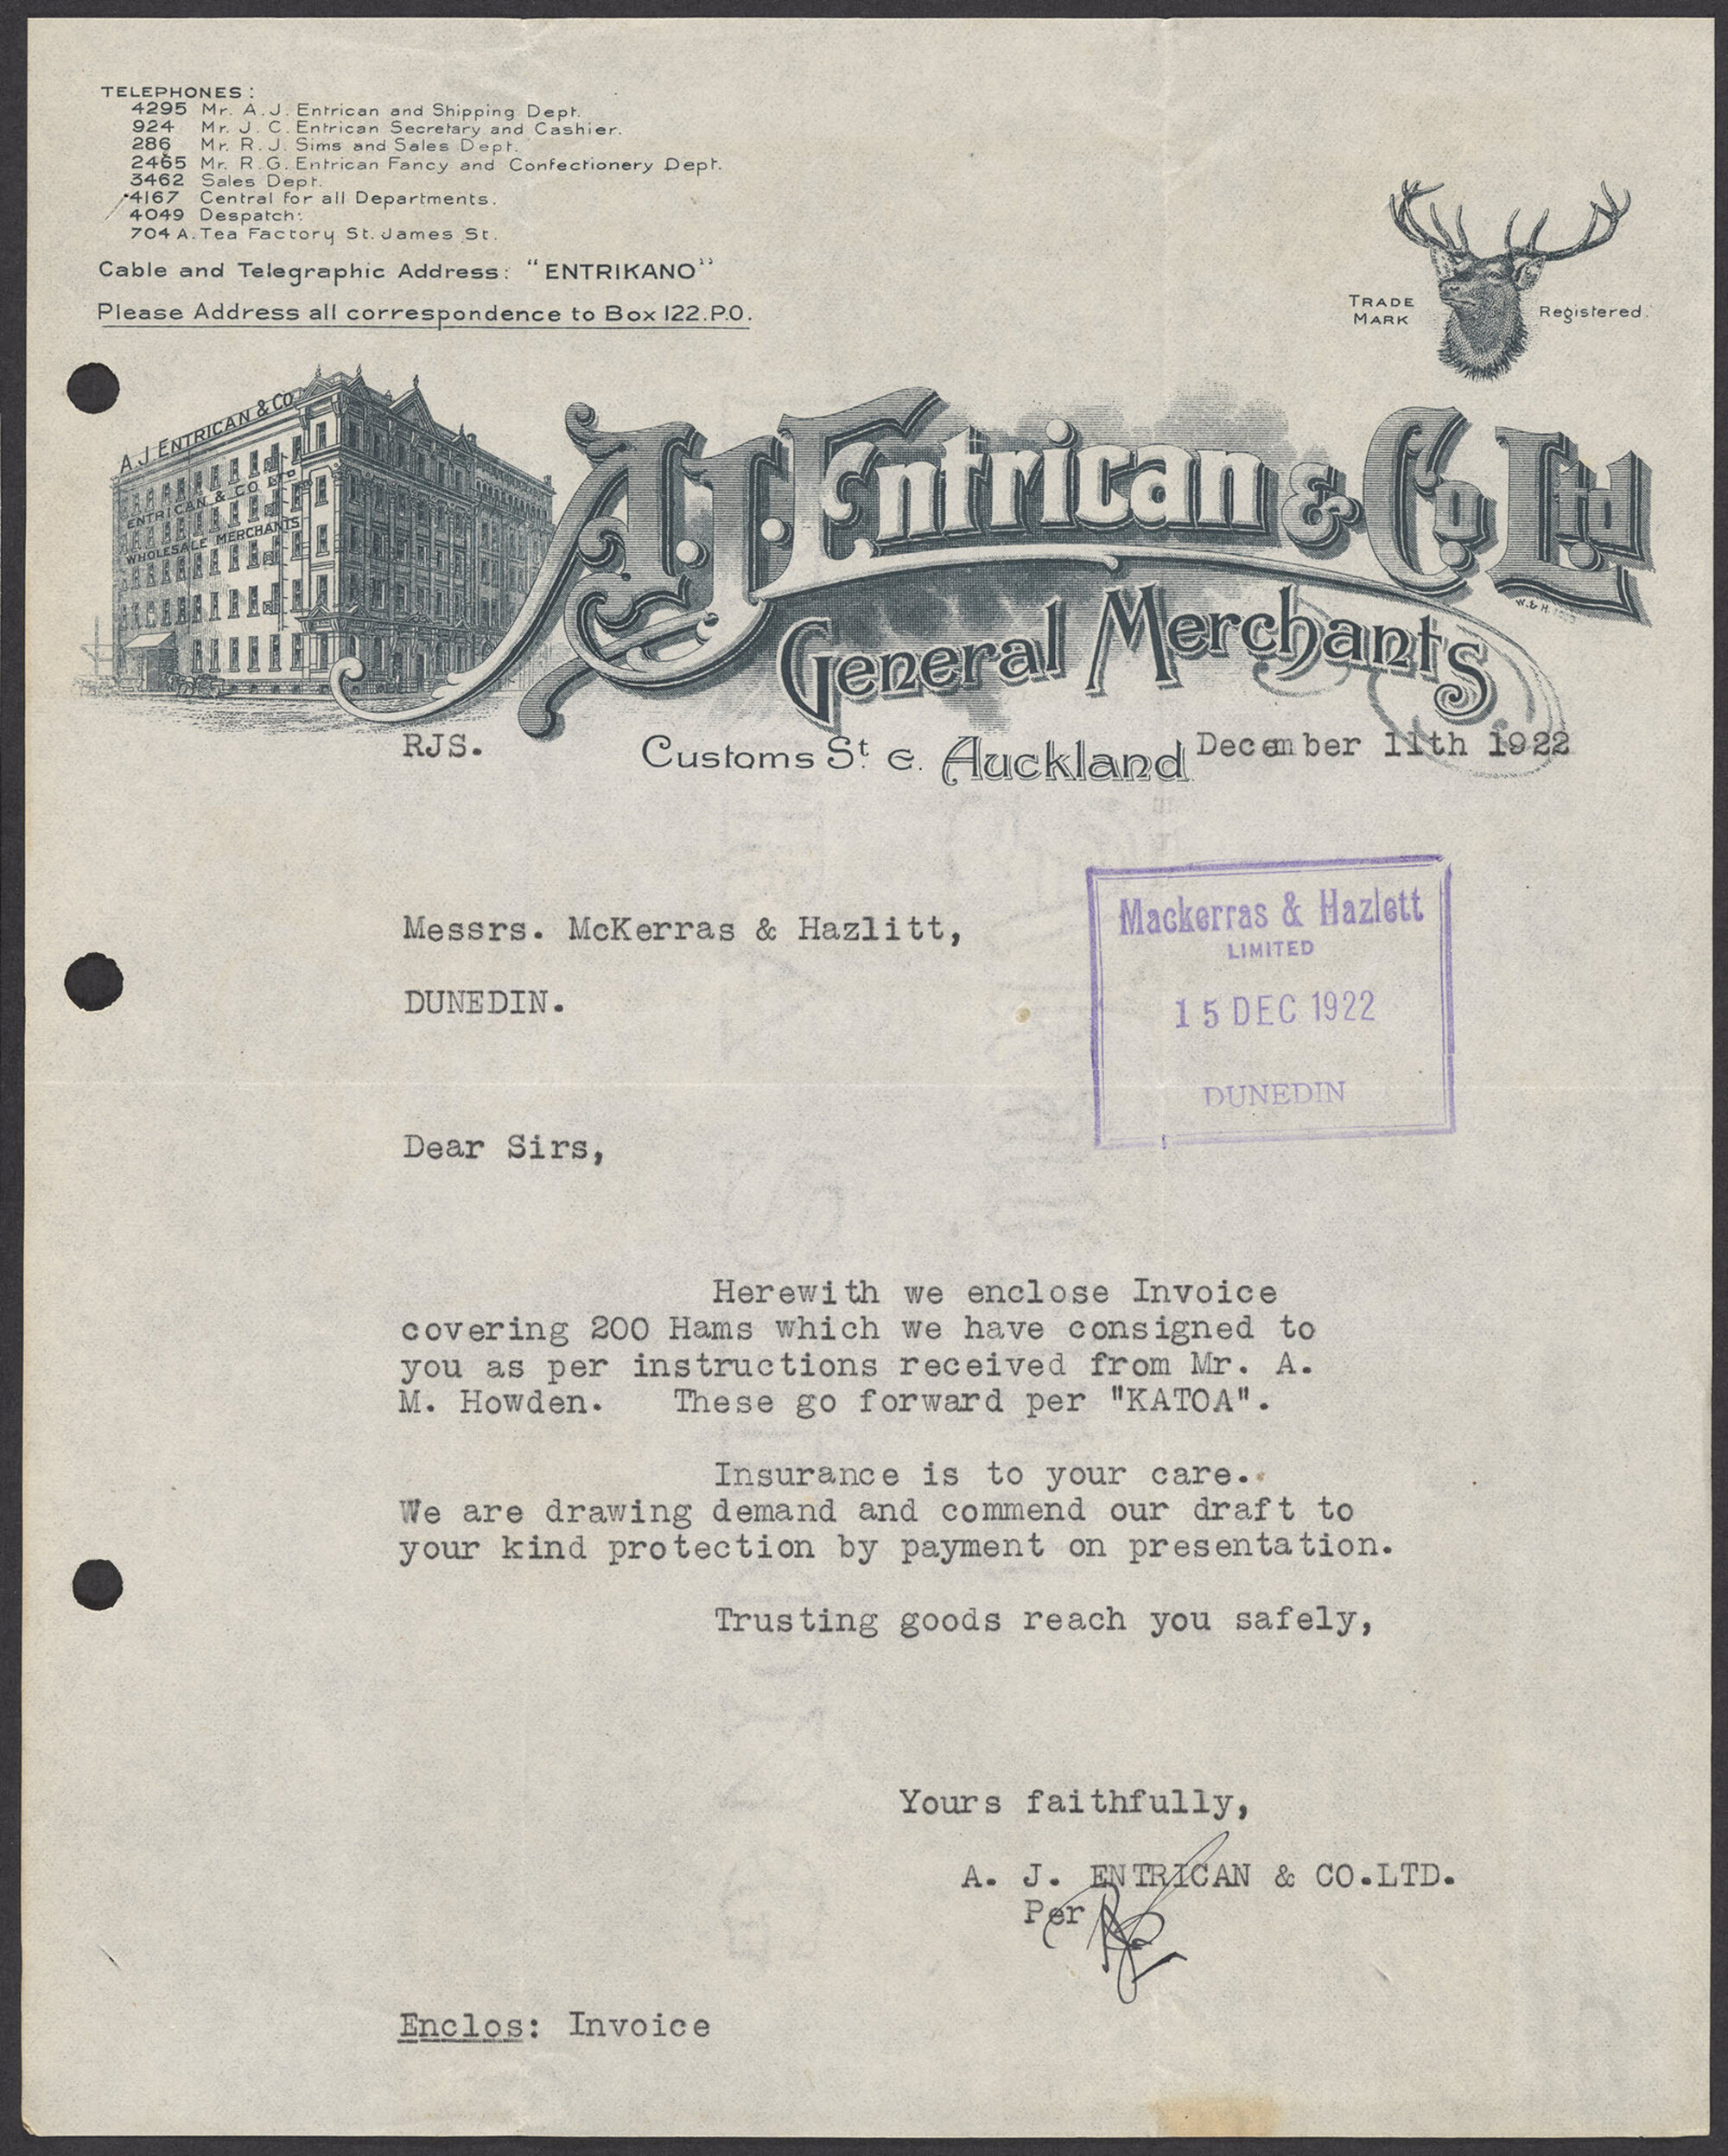 TELEPHONES:
4295 Mr. A.J. Entrican and Shipping Dept.
924 Mr. J.C. Entrican Secretary and Cashier.
286 Mr. R.J. Sims and Sales Dept.
2465 Mr. R.G. Entrican Fancy and Confectionery Dept.
3462 Sales Dept.
4167 Central for all Departments.
4049 Despatch:
704A. Tea Factory St. James St.
Cable and Telegraphic Address: "ENTRIKANO"
Please Address all correspondence to Box 122.P.O.
TRADE MARK Registered.
A.J ENTRICAN & CO
ENTRICAN & CO LTD
WHOLESALE MERCHANTS
A.J. Entrican & Co Ltd
W.& H.
General Merchants
RJS. Customs St. E. Auckland December 11th 1922
Messrs. McKerras & Hazlitt,
DUNEDIN.
Mackerras & Hazlett
LIMITED
15 DEC 1922
DUNEDIN
Dear Sirs,
Herewith we enclose Invoice
covering 200 Hams which we have consigned to
you as per instructions received from Mr. A.
M. Howden. These go forward per "KATOA".
Insurance is to your care.
We are drawing demand and commend our draft to
your kind protection by payment on presentation.
Trusting goods reach you safely,
Yours faithfully,
A. J. ENTRICAN & CO.LTD.
Per
Enclos: Invoice